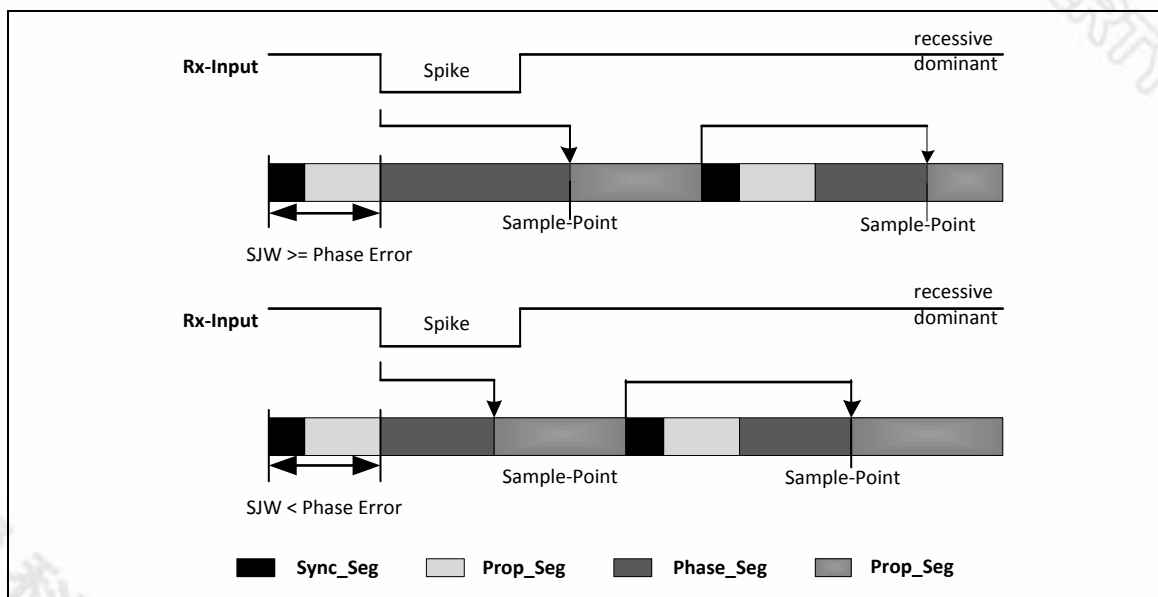 recessive
Rx-Input
Spike
dominant
Sample-Point
Sample-Point
SJW >= Phase Error
recessive
Rx-Input
Spike
dominant
Sample-Point
Sample-Point
SJW < Phase Error
Sync_Seg
Prop_Seg
Phase_Seg
Prop_Seg